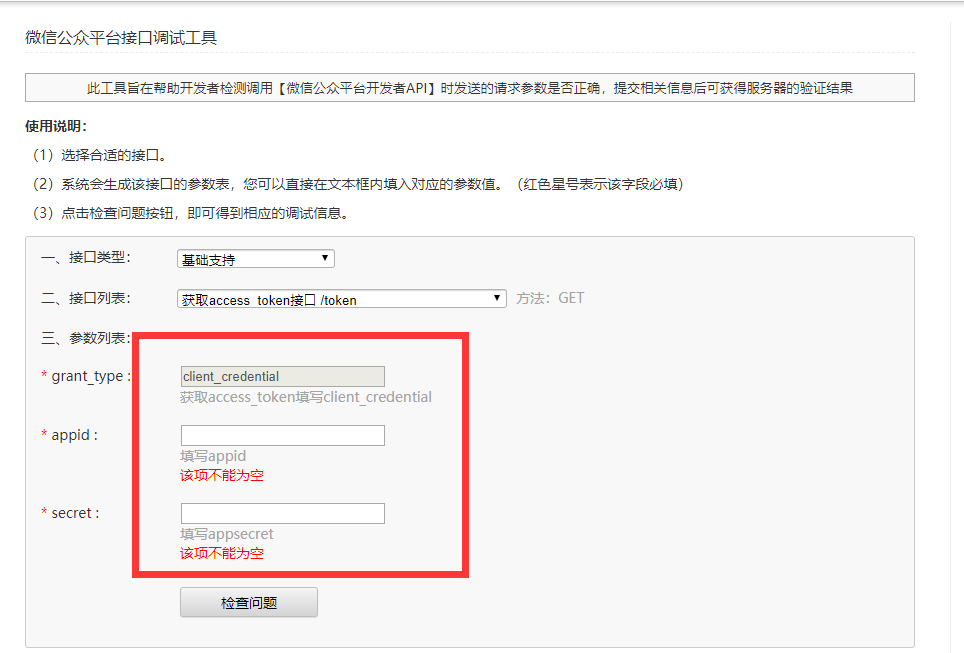 微信公众平台接口调试工具
此工具旨在帮助开发者检测调用【微信公众平台开发者API】时发送的请求参数是否正确，提交相关信息后可获得服务器的验证结果
使用说明：
（1）选择合适的接口。
（2）系统会生成该接口的参数表，您可以直接在文本框内填入对应的参数值。（红色星号表示该字段必填）
（3）点击检查问题按钮，即可得到相应的调试信息。
一、接口类型： 基础支持
二、接口列表： 获取access_token接口 /token 方法：GET
三、参数列表：
* grant_type : client_credential
获取access_token填写client_credential
* appid :
填写appid
该项不能为空
* secret :
填写appsecret
该项不能为空
检查问题